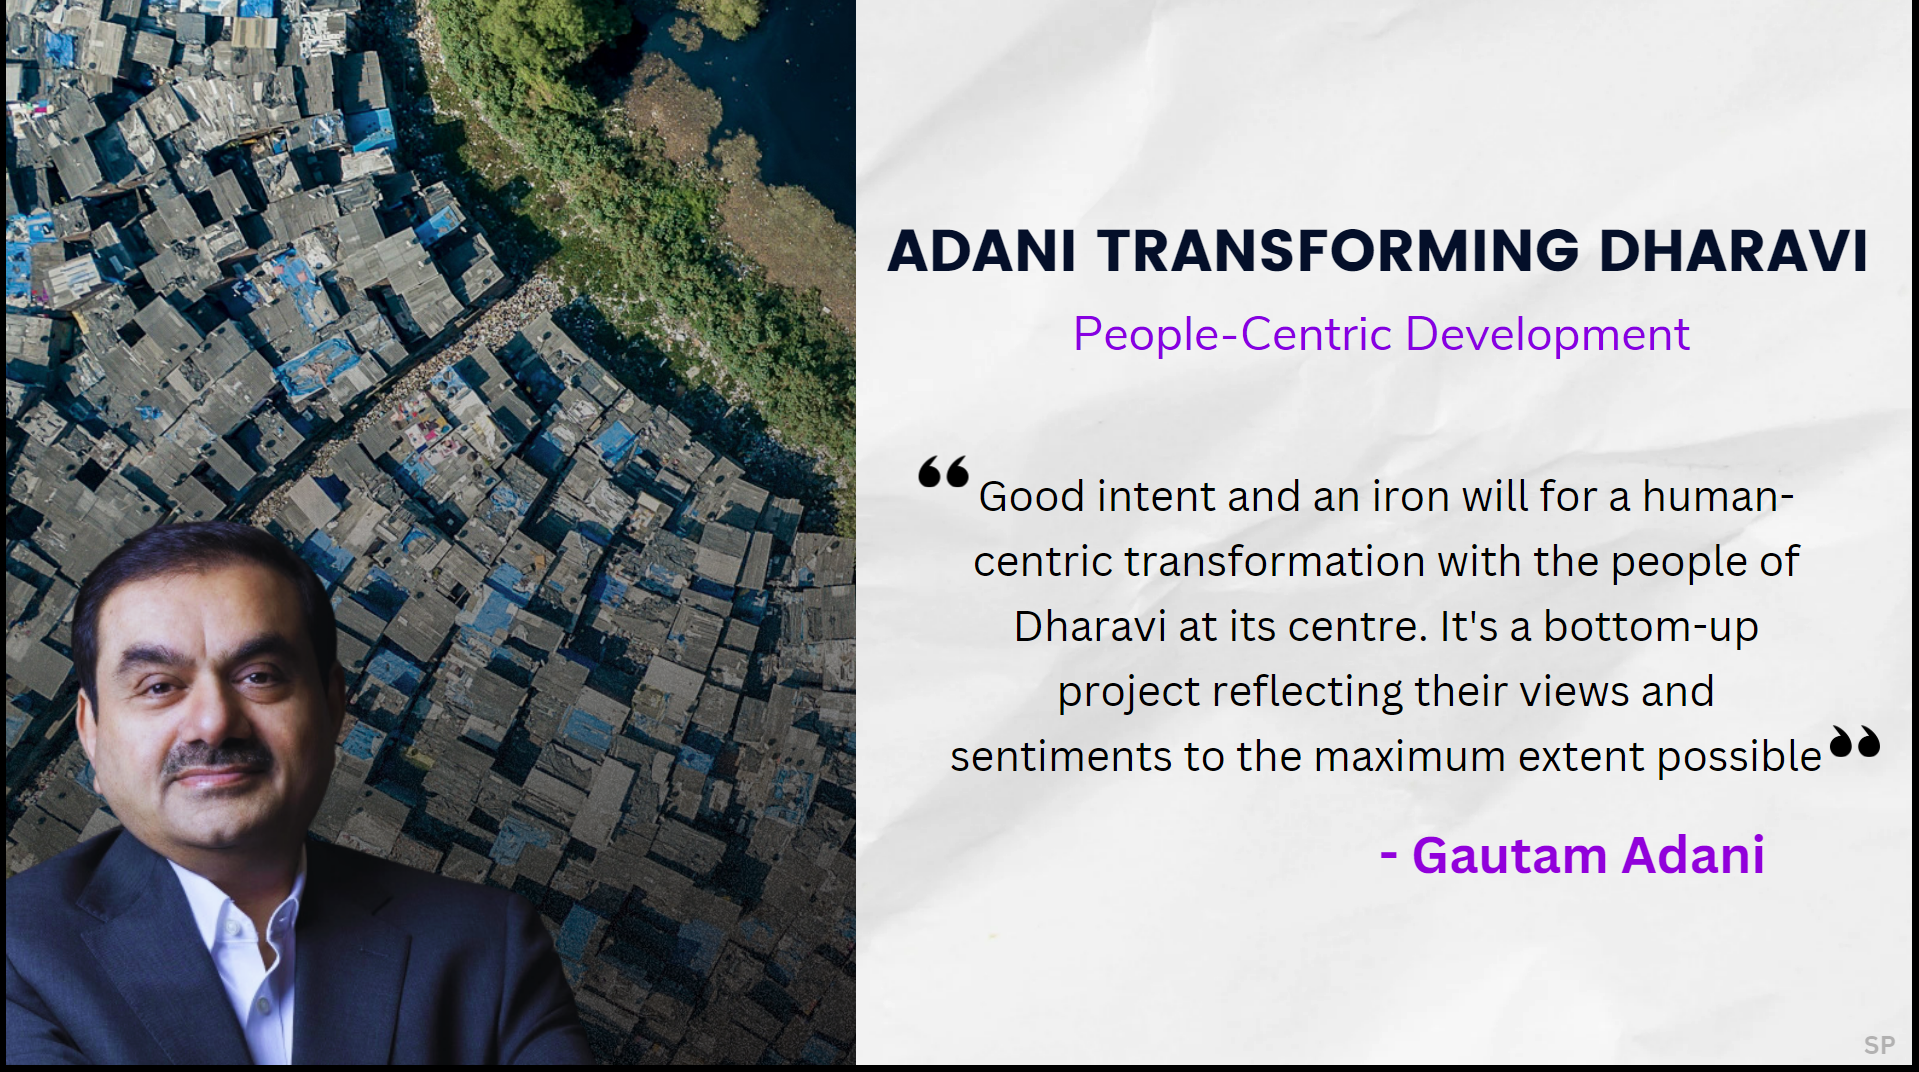 ADANI TRANSFORMING DHARAVI
People-Centric Development
“Good intent and an iron will for a human-
centric transformation with the people of
Dharavi at its centre. It's a bottom-up
project reflecting their views and
sentiments to the maximum extent possible”
- Gautam Adani
SP